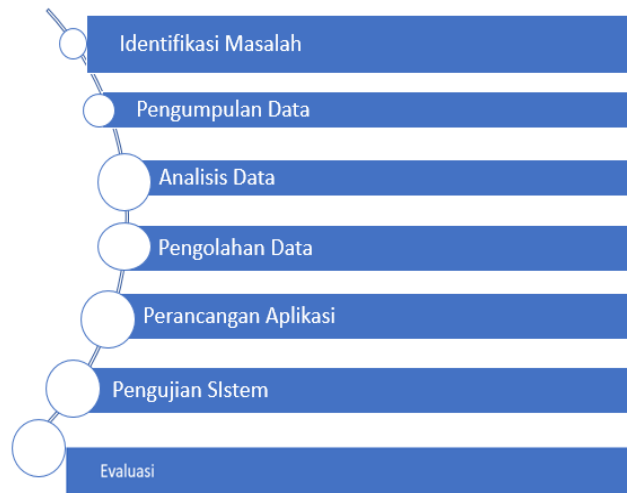 Identifikasi Masalah
Pengumpulan Data
Analisis Data
Pengolahan Data
Perancangan Aplikasi
Pengujian SIstem
Evaluasi